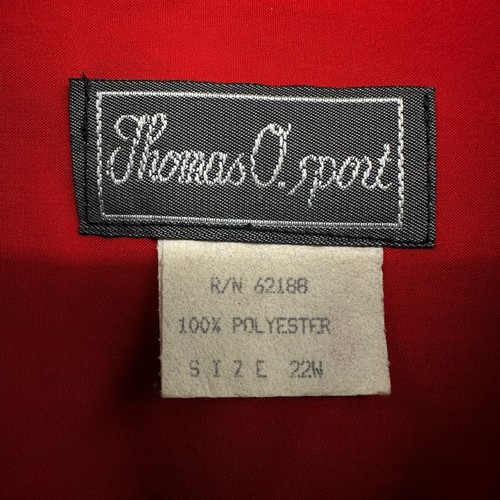 Thomas O. sport
R/N 62188
100% POLYESTER
SIZE 22W